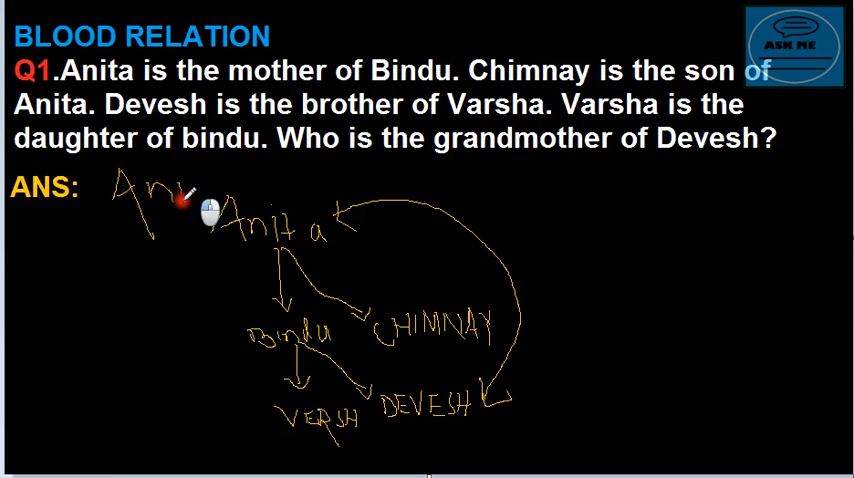 BLOOD RELATION
ASK ME
Q1.Anita is the mother of Bindu. Chimnay is the son of
Anita. Devesh is the brother of Varsha. Varsha is the
daughter of bindu. Who is the grandmother of Devesh?
ANS: Ani
Anita
Bindu CHIMNAY
VERSH DEVESH